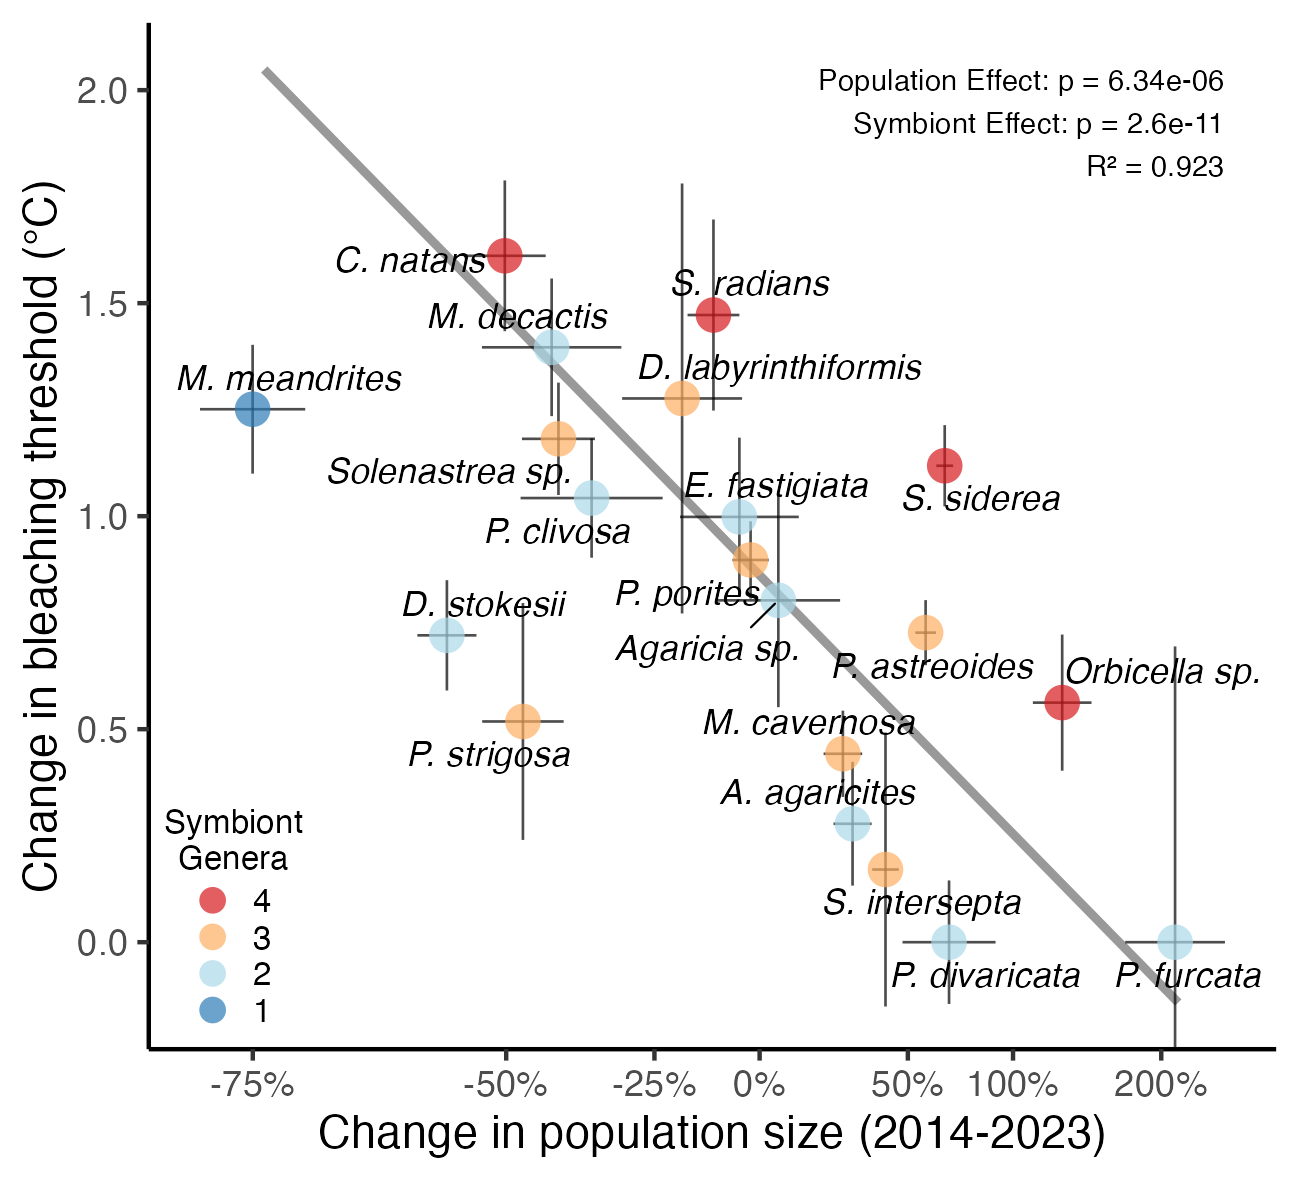 Population Effect: p = 6.34e-06
Symbiont Effect: p = 2.6e-11
R² = 0.923
Change in bleaching threshold (°C)
2.0
1.5
1.0
0.5
0.0
C. natans
S. radians
M. decactis
D. labyrinthiformis
M. meandrites
Solenastrea sp.
E. fastigiata
S. siderea
P. clivosa
P. porites
D. stokesii
Agaricia sp.
P. astreoides
Orbicella sp.
M. cavernosa
P. strigosa
A. agaricites
S. intersepta
P. divaricata
P. furcata
Symbiont
Genera
4
3
2
1
-75% -50% -25% 0% 50% 100% 200%
Change in population size (2014-2023)